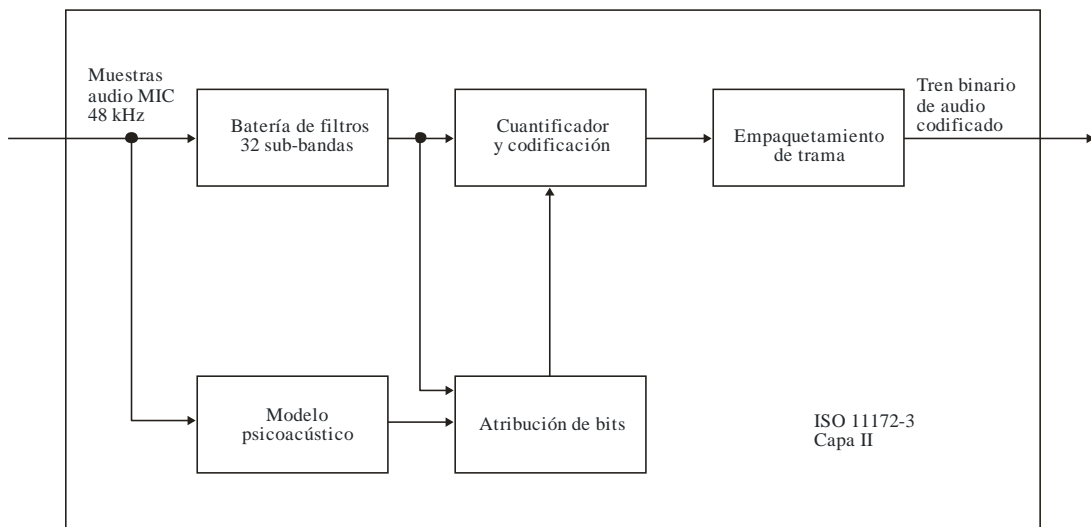 Muestras
audio MIC
48 kHz
Batería de filtros
32 sub-bandas
Cuantificador
y codificación
Empaquetamiento
de trama
Tren binario
de audio
codificado
Modelo
psicoacústico
Atribución de bits
ISO 11172-3
Capa II